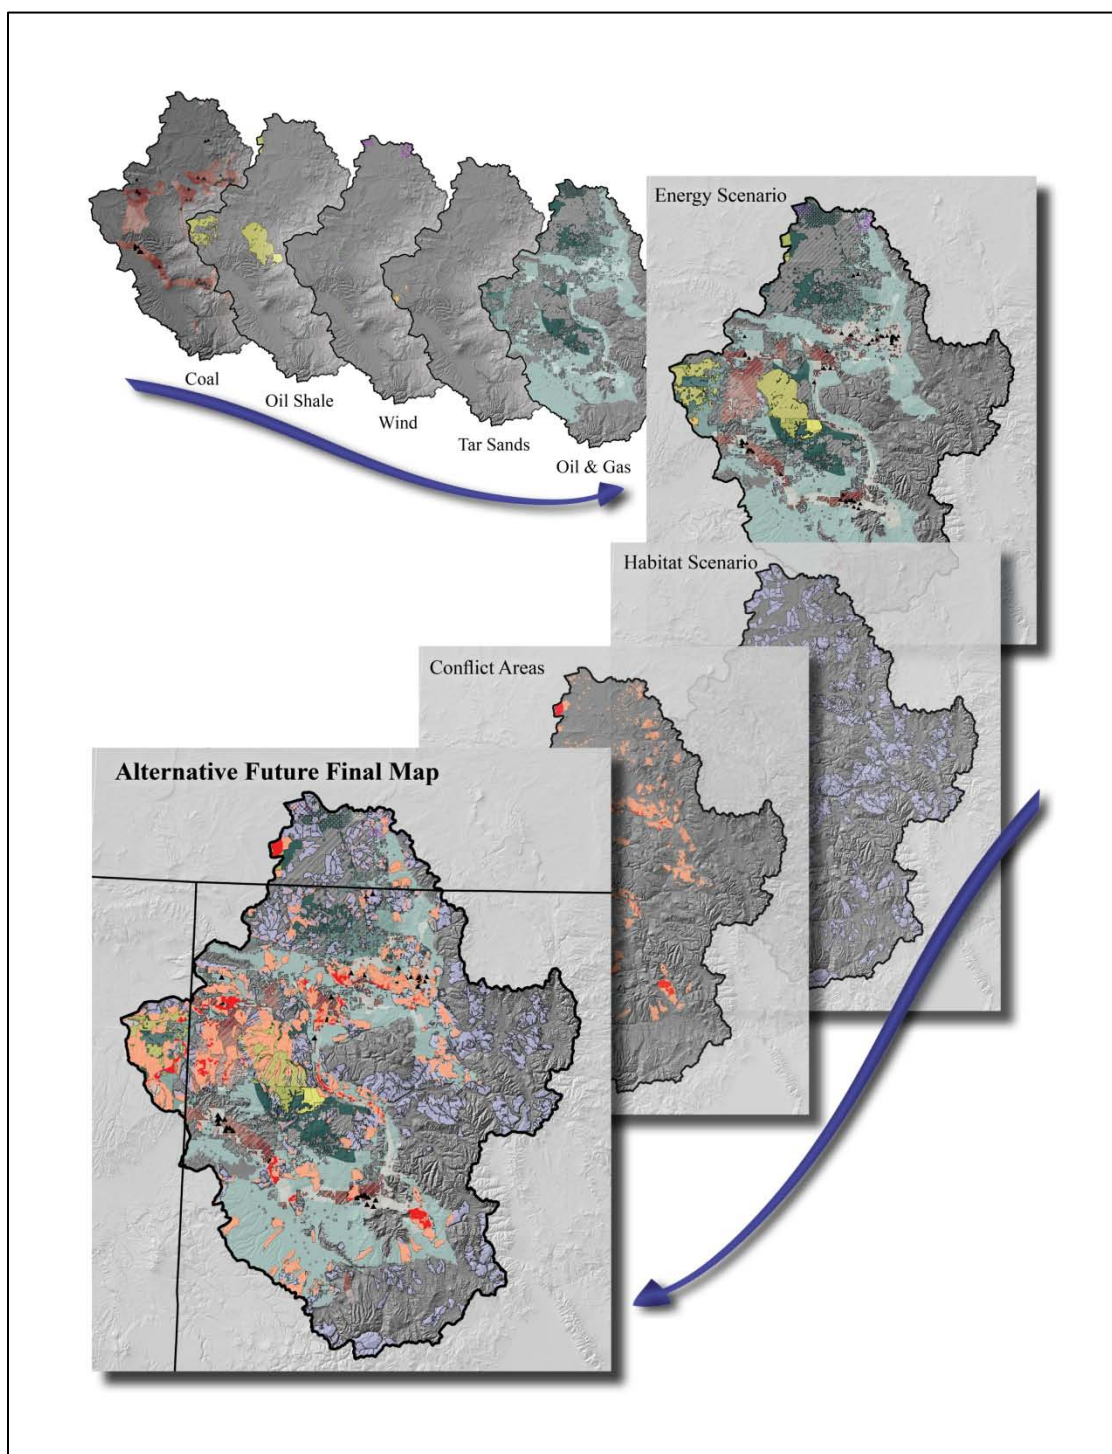 Coal
Oil Shale
Wind
Tar Sands
Oil & Gas
Energy Scenario
Habitat Scenario
Conflict Areas
Alternative Future Final Map